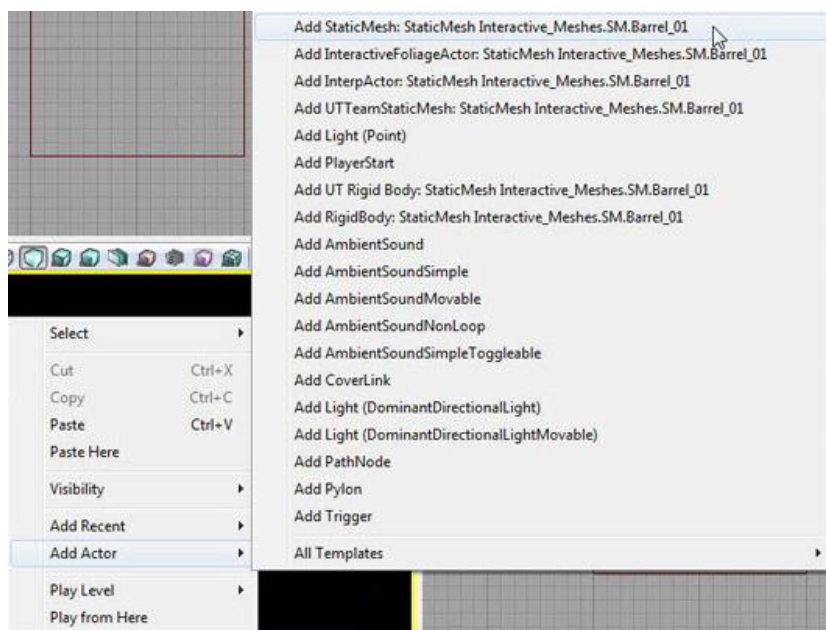 Add StaticMesh: StaticMesh Interactive_Meshes.SM.Barrel_01
Add InteractiveFoliageActor: StaticMesh Interactive_Meshes.SM.Barrel_01
Add InterpActor: StaticMesh Interactive_Meshes.SM.Barrel_01
Add UTTeamStaticMesh: StaticMesh Interactive_Meshes.SM.Barrel_01
Add Light (Point)
Add PlayerStart
Add UT Rigid Body: StaticMesh Interactive_Meshes.SM.Barrel_01
Add RigidBody: StaticMesh Interactive_Meshes.SM.Barrel_01
Add AmbientSound
Add AmbientSoundSimple
Add AmbientSoundMovable
Add AmbientSoundNonLoop
Add AmbientSoundSimpleToggleable
Add CoverLink
Add Light (DominantDirectionalLight)
Add Light (DominantDirectionalLightMovable)
Add PathNode
Add Pylon
Add Trigger
All Templates
Select
Cut Ctrl+X
Copy Ctrl+C
Paste Ctrl+V
Paste Here
Visibility
Add Recent
Add Actor
Play Level
Play from Here